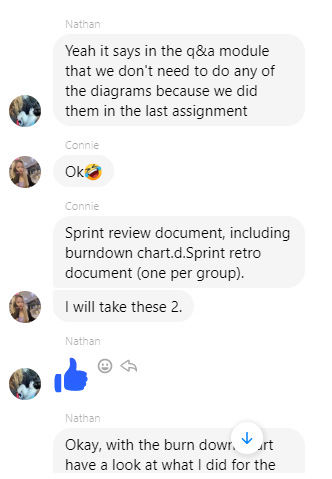 Nathan
Yeah it says in the q&a module
that we don't need to do any of
the diagrams because we did
them in the last assignment
Connie
Ok🤣
Connie
Sprint review document, including
burndown chart.d.Sprint retro
document (one per group).
I will take these 2.
Nathan
Nathan
Okay, with the burn down
have a look at what I did for the